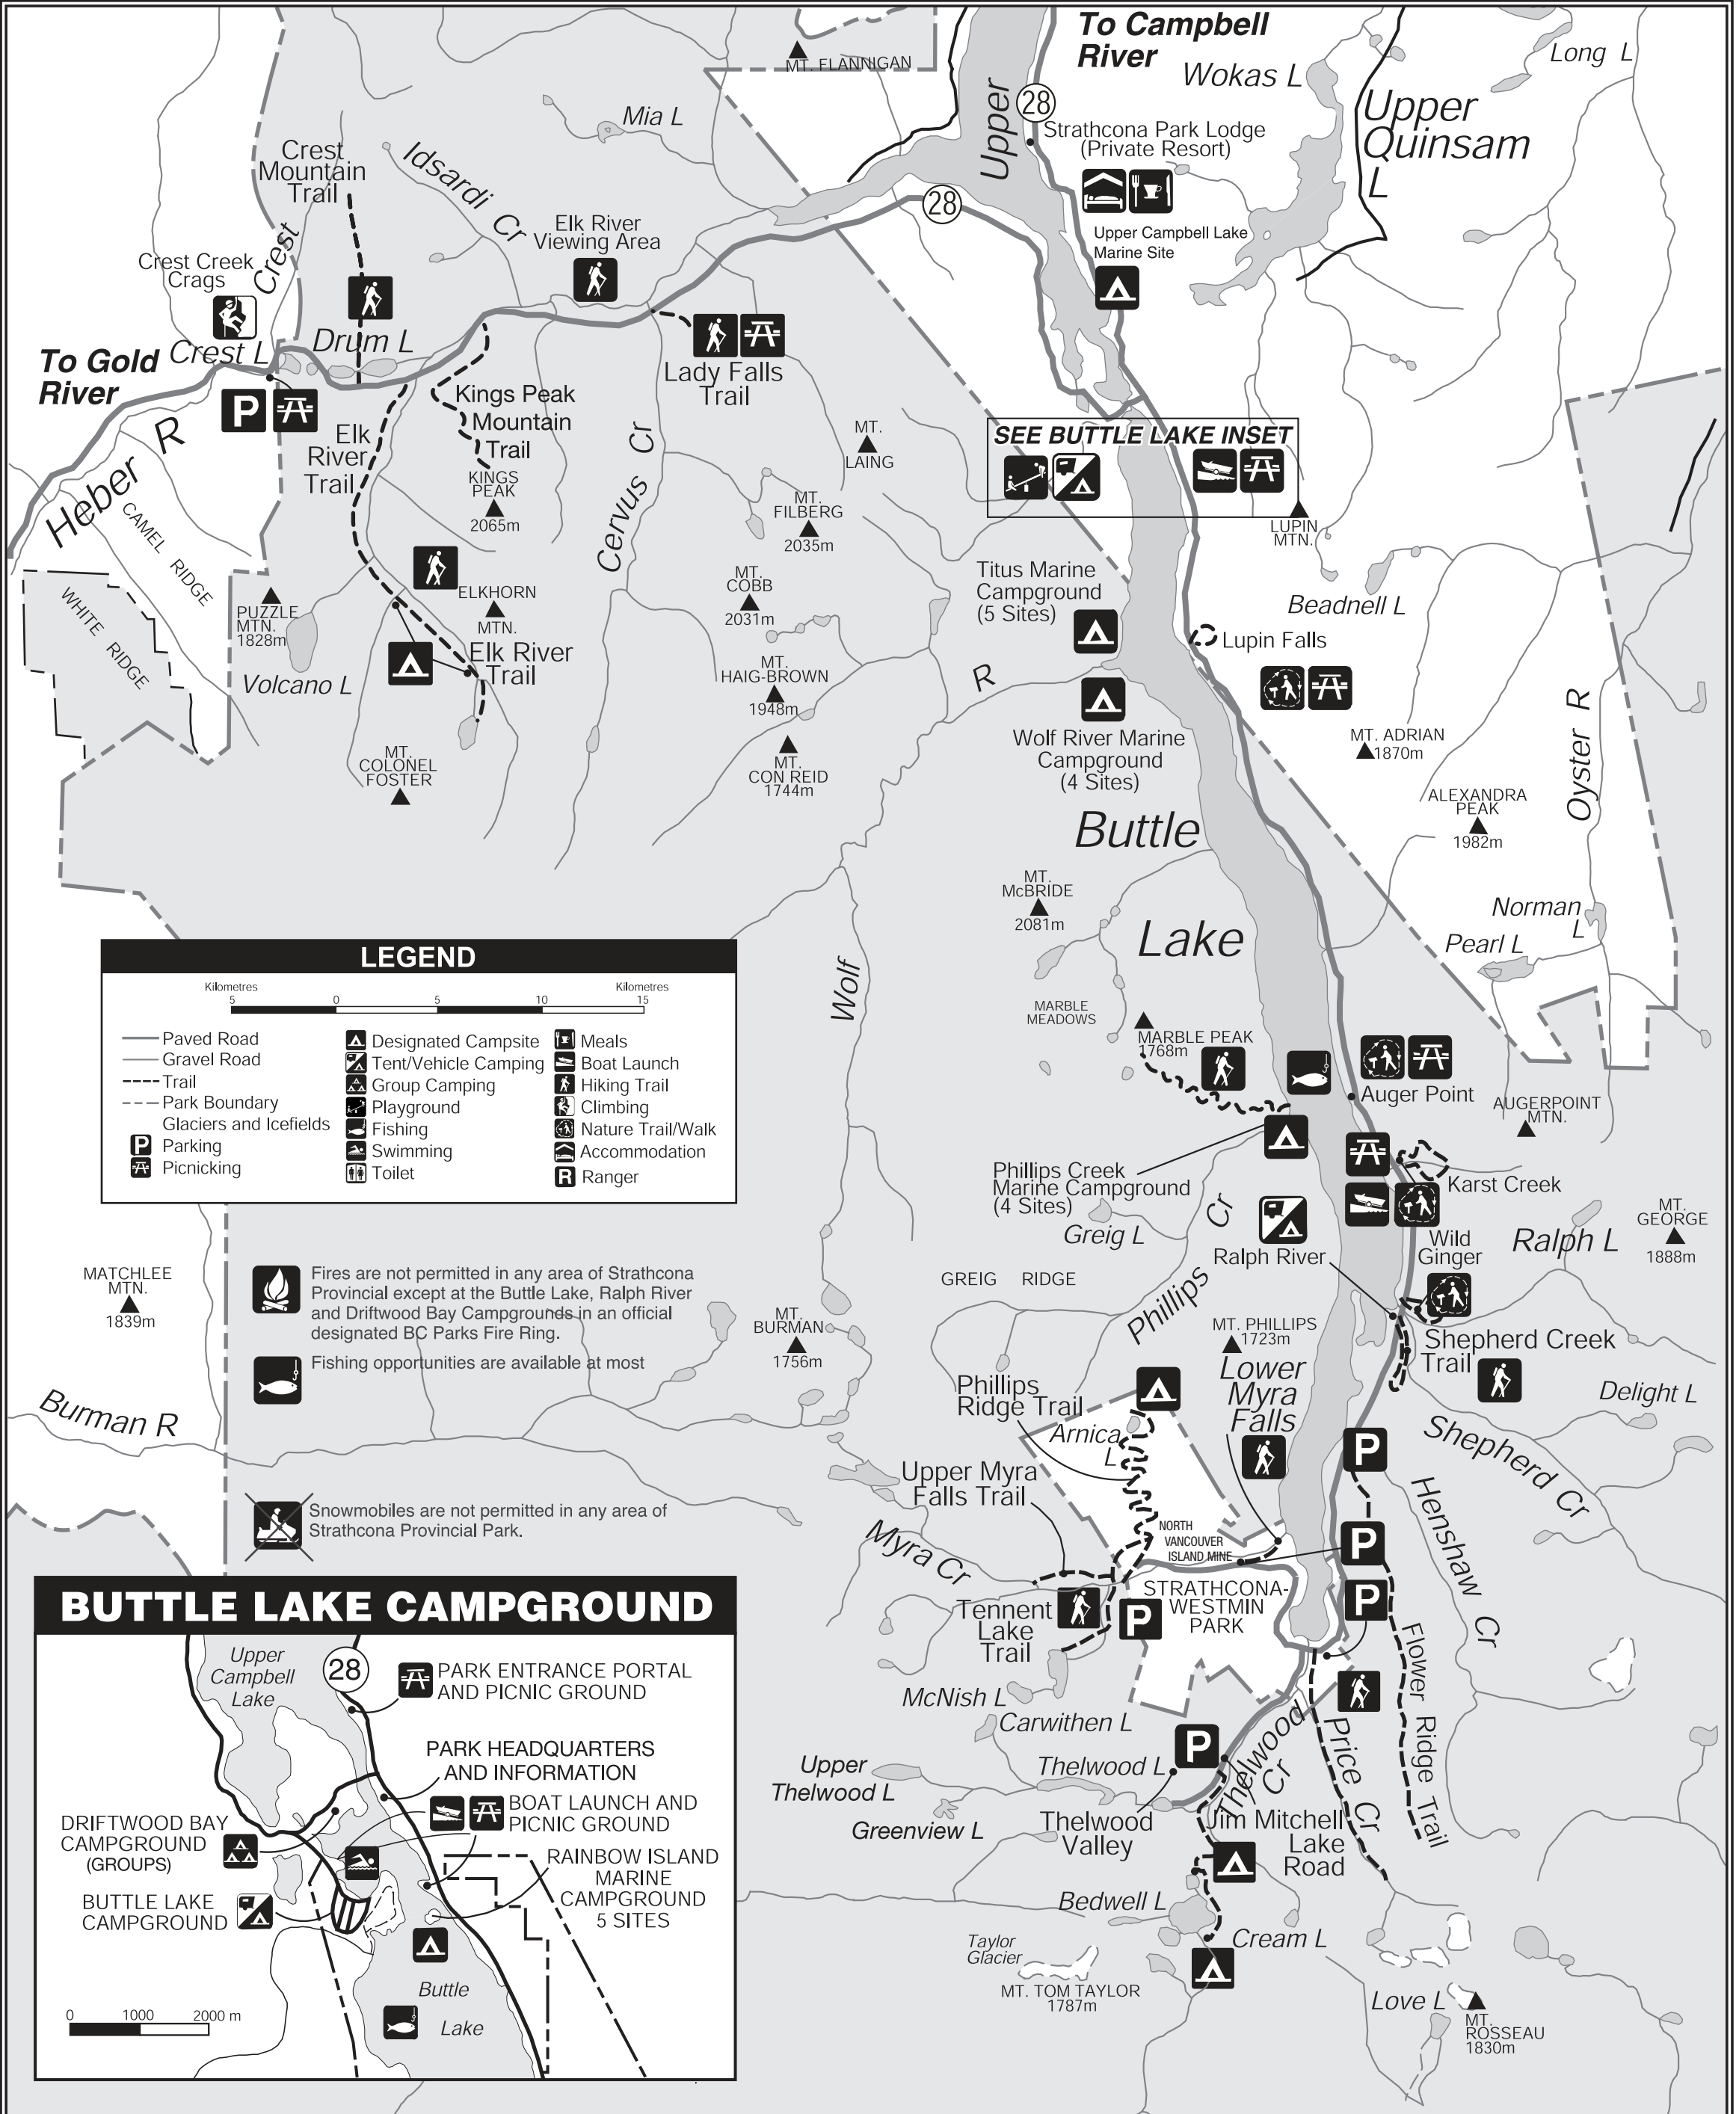 To Campbell
River
Long L
Wokas L
MT. FLANNIGAN
Upper
28
Upper
Quinsam
L
Mia L
Strathcona Park Lodge
(Private Resort)
Crest
Mountain
Trail
Idsardi Cr
28
Elk River
Viewing Area
Upper Campbell Lake
Marine Site
Crest Creek
Crags
Crest
Drum L
To Gold
River
Crest L
P
Lady Falls
Trail
Kings Peak
Mountain
Trail
Heber R
Elk
River
Trail
Cervus Cr
MT.
LAING
SEE BUTTLE LAKE INSET
KINGS
PEAK
2065m
MT.
FILBERG
2035m
LUPIN
MTN.
CAMEL RIDGE
WHITE RIDGE
PUZZLE
MTN.
1828m
ELKHORN
MTN.
MT.
COBB
2031m
Titus Marine
Campground
(5 Sites)
Beadnell L
Lupin Falls
Elk River
Trail
Volcano L
MT.
HAIG-BROWN
1948m
R
Wolf River Marine
Campground
(4 Sites)
MT. ADRIAN
1870m
Oyster R
MT.
COLONEL
FOSTER
MT.
CON REID
1744m
ALEXANDRA
PEAK
1982m
Buttle
MT.
McBRIDE
2081m
Norman
L
Pearl L
Lake
Wolf
MARBLE
MEADOWS
MARBLE PEAK
1768m
Auger Point
AUGERPOINT
MTN.
LEGEND
Kilometres
Kilometres
5 0 5 10 15
Paved Road
Gravel Road
Trail
Park Boundary
Glaciers and Icefields
P Parking
Picnicking
Designated Campsite
Tent/Vehicle Camping
Group Camping
Playground
Fishing
Swimming
Toilet
Meals
Boat Launch
Hiking Trail
Climbing
Nature Trail/Walk
Accommodation
R Ranger
Phillips Creek
Marine Campground
(4 Sites)
Karst Creek
Greig L
Phillips Cr
Ralph River
Wild
Ginger
Ralph L
MT.
GEORGE
1888m
GREIG RIDGE
MATCHLEE
MTN.
1839m
Fires are not permitted in any area of Strathcona
Provincial except at the Buttle Lake, Ralph River
and Driftwood Bay Campgrounds in an official
designated BC Parks Fire Ring.
Fishing opportunities are available at most
MT.
BURMAN
1756m
MT. PHILLIPS
1723m
Shepherd Creek
Trail
Lower
Myra
Falls
Phillips
Ridge Trail
Arnica
L
Delight L
Burman R
Shepherd Cr
P
Upper Myra
Falls Trail
Henshaw Cr
Snowmobiles are not permitted in any area of
Strathcona Provincial Park.
Myra Cr
NORTH
VANCOUVER
ISLAND MINE
P
STRATHCONA-
WESTMIN
PARK
P
P
Tennent
Lake
Trail
Flower Ridge Trail
McNish L
Carwithen L
Thelwood
Cr
Price Cr
P
Upper
Thelwood L
Thelwood L
Greenview L
Thelwood
Valley
Jim Mitchell
Lake
Road
Bedwell L
Cream L
Taylor
Glacier
MT. TOM TAYLOR
1787m
Love L
MT.
ROSSEAU
1830m
BUTTLE LAKE CAMPGROUND
Upper
Campbell
Lake
28
PARK ENTRANCE PORTAL
AND PICNIC GROUND
PARK HEADQUARTERS
AND INFORMATION
BOAT LAUNCH AND
PICNIC GROUND
DRIFTWOOD BAY
CAMPGROUND
(GROUPS)
RAINBOW ISLAND
MARINE
CAMPGROUND
5 SITES
BUTTLE LAKE
CAMPGROUND
Buttle
Lake
0 1000 2000 m